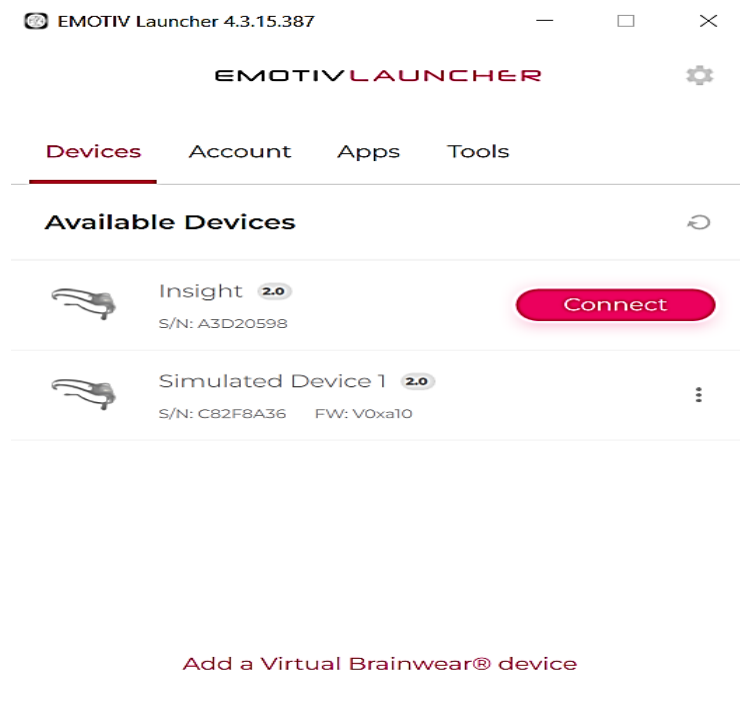 EMOTIV Launcher 4.3.15.387
EMOTIVLAUNCHER
Devices Account Apps Tools
Available Devices
Insight 2.0
S/N: A3D20598
Connect
Simulated Device 1 2.0
S/N: C82F8A36 FW: V0xa10
Add a Virtual Brainwear® device